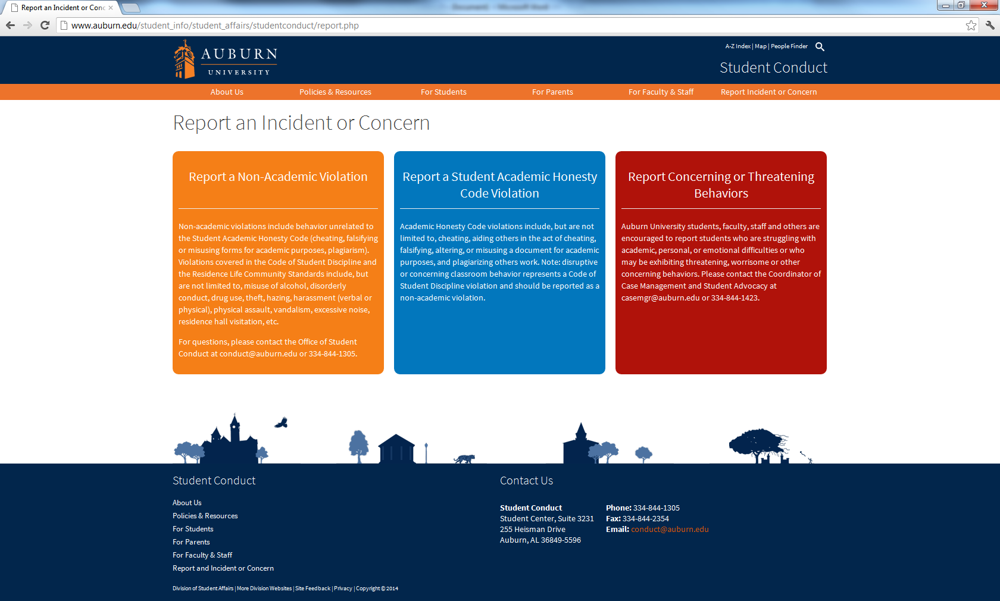 Report an Incident or Conc
www.auburn.edu/student_info/student_affairs/studentconduct/report.php
AUBURN
UNIVERSITY
A-Z Index | Map | People Finder
Student Conduct
About Us
Policies & Resources
For Students
For Parents
For Faculty & Staff
Report Incident or Concern
Report an Incident or Concern
Report a Non-Academic Violation
Non-academic violations include behavior unrelated to
the Student Academic Honesty Code (cheating, falsifying
or misusing forms for academic purposes, plagiarism).
Violations covered in the Code of Student Discipline and
the Residence Life Community Standards include, but
are not limited to, misuse of alcohol, disorderly
conduct, drug use, theft, hazing, harassment (verbal or
physical), physical assault, vandalism, excessive noise,
residence hall visitation, etc.
For questions, please contact the Office of Student
Conduct at conduct@auburn.edu or 334-844-1305.
Report a Student Academic Honesty
Code Violation
Academic Honesty Code violations include, but are not
limited to, cheating, aiding others in the act of cheating,
falsifying, altering, or misusing a document for academic
purposes, and plagiarizing others work. Note: disruptive
or concerning classroom behavior represents a Code of
Student Discipline violation and should be reported as a
non-academic violation.
Report Concerning or Threatening
Behaviors
Auburn University students, faculty, staff and others are
encouraged to report students who are struggling with
academic, personal, or emotional difficulties or who
may be exhibiting threatening, worrisome or other
concerning behaviors. Please contact the Coordinator of
Case Management and Student Advocacy at
casemgr@auburn.edu or 334-844-1423.
Student Conduct
About Us
Policies & Resources
For Students
For Parents
For Faculty & Staff
Report and Incident or Concern
Contact Us
Student Conduct
Student Center, Suite 3231
255 Heisman Drive
Auburn, AL 36849-5596
Phone: 334-844-1305
Fax: 334-844-2354
Email: conduct@auburn.edu
Division of Student Affairs | More Division Websites | Site Feedback | Privacy | Copyright © 2014